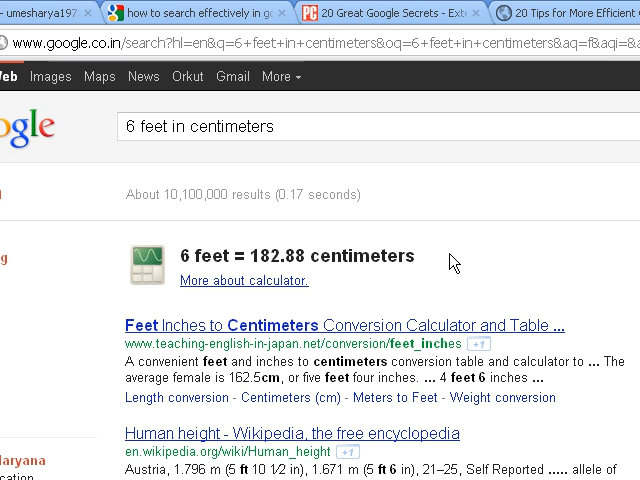 - umesharya197
how to search effectively in go
20 Great Google Secrets - Exte
20 Tips for More Efficient
www.google.co.in/search?hl=en&q=6+feet+in+centimeters&oq=6+feet+in+centimeters&aq=f&aqi=&a
Web Images Maps News Orkut Gmail More
ogle 6 feet in centimeters
About 10,100,000 results (0.17 seconds)
6 feet = 182.88 centimeters
More about calculator.
Feet Inches to Centimeters Conversion Calculator and Table ...
www.teaching-english-in-japan.net/conversion/feet_inches +1
A convenient feet and inches to centimeters conversion table and calculator to ... The
average female is 162.5cm, or five feet four inches. ... 4 feet 6 inches ...
Length conversion - Centimeters (cm) - Meters to Feet - Weight conversion
Human height - Wikipedia, the free encyclopedia
en.wikipedia.org/wiki/Human_height +1
Austria, 1.796 m (5 ft 10 1⁄2 in), 1.671 m (5 ft 6 in), 21–25, Self Reported ..... allele of
Haryana
cation